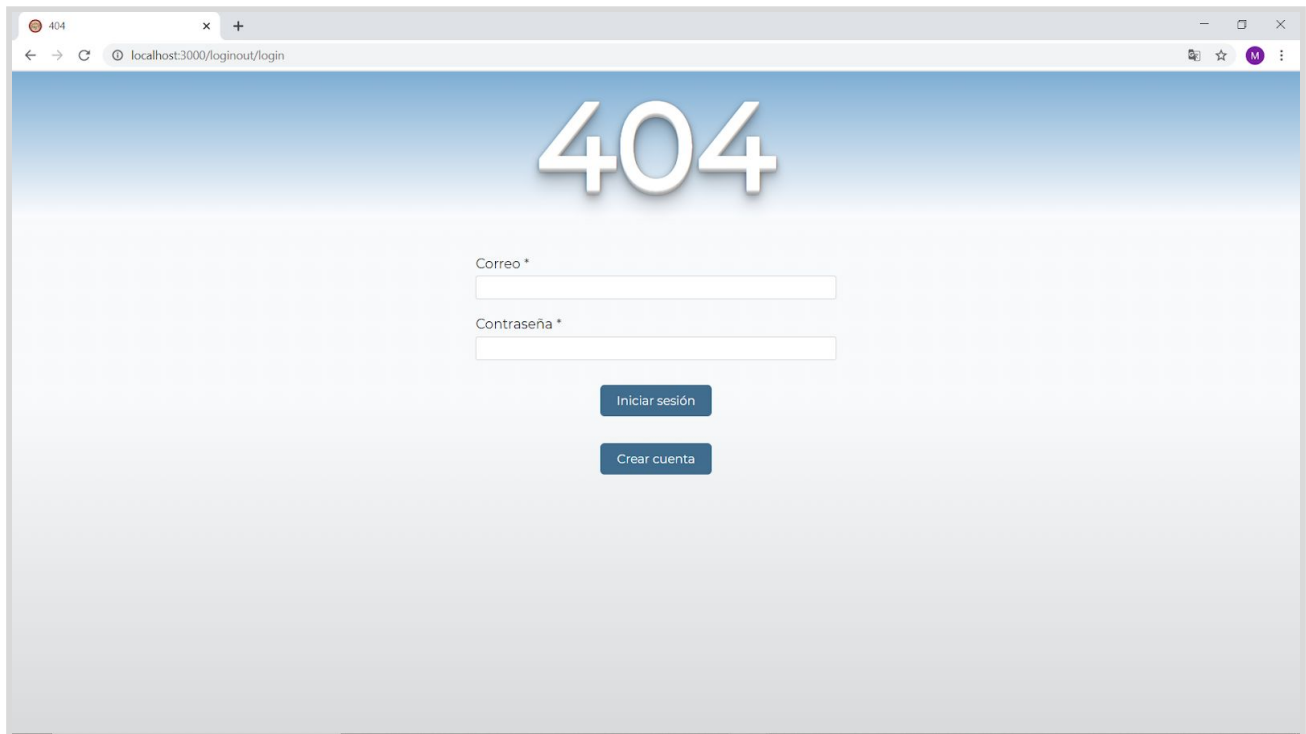 404
localhost:3000/loginout/login
M
404
Correo *
Contraseña *
Iniciar sesión
Crear cuenta